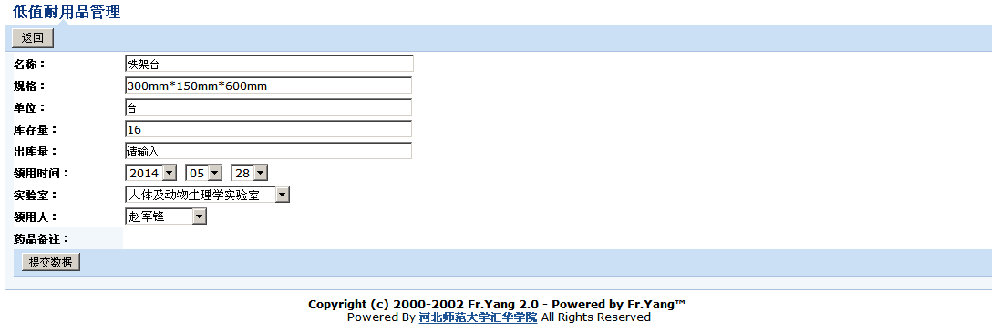 低值耐用品管理
返回
名称： 铁架台
规格： 300mm*150mm*600mm
单位： 台
库存量： 16
出库量： 请输入
领用时间： 2014 05 28
实验室： 人体及动物生理学实验室
领用人： 赵军锋
药品备注：
提交数据
Copyright (c) 2000-2002 Fr.Yang 2.0 - Powered by Fr.Yang™
Powered By 河北师范大学汇华学院 All Rights Reserved